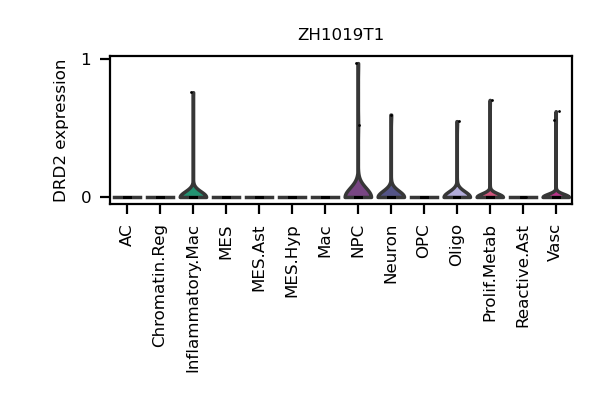 ZH1019T1
DRD2 expression
1
0
AC
Chromatin.Reg
Inflammatory.Mac
MES
MES.Ast
MES.Hyp
Mac
NPC
Neuron
OPC
Oligo
Prolif.Metab
Reactive.Ast
Vasc